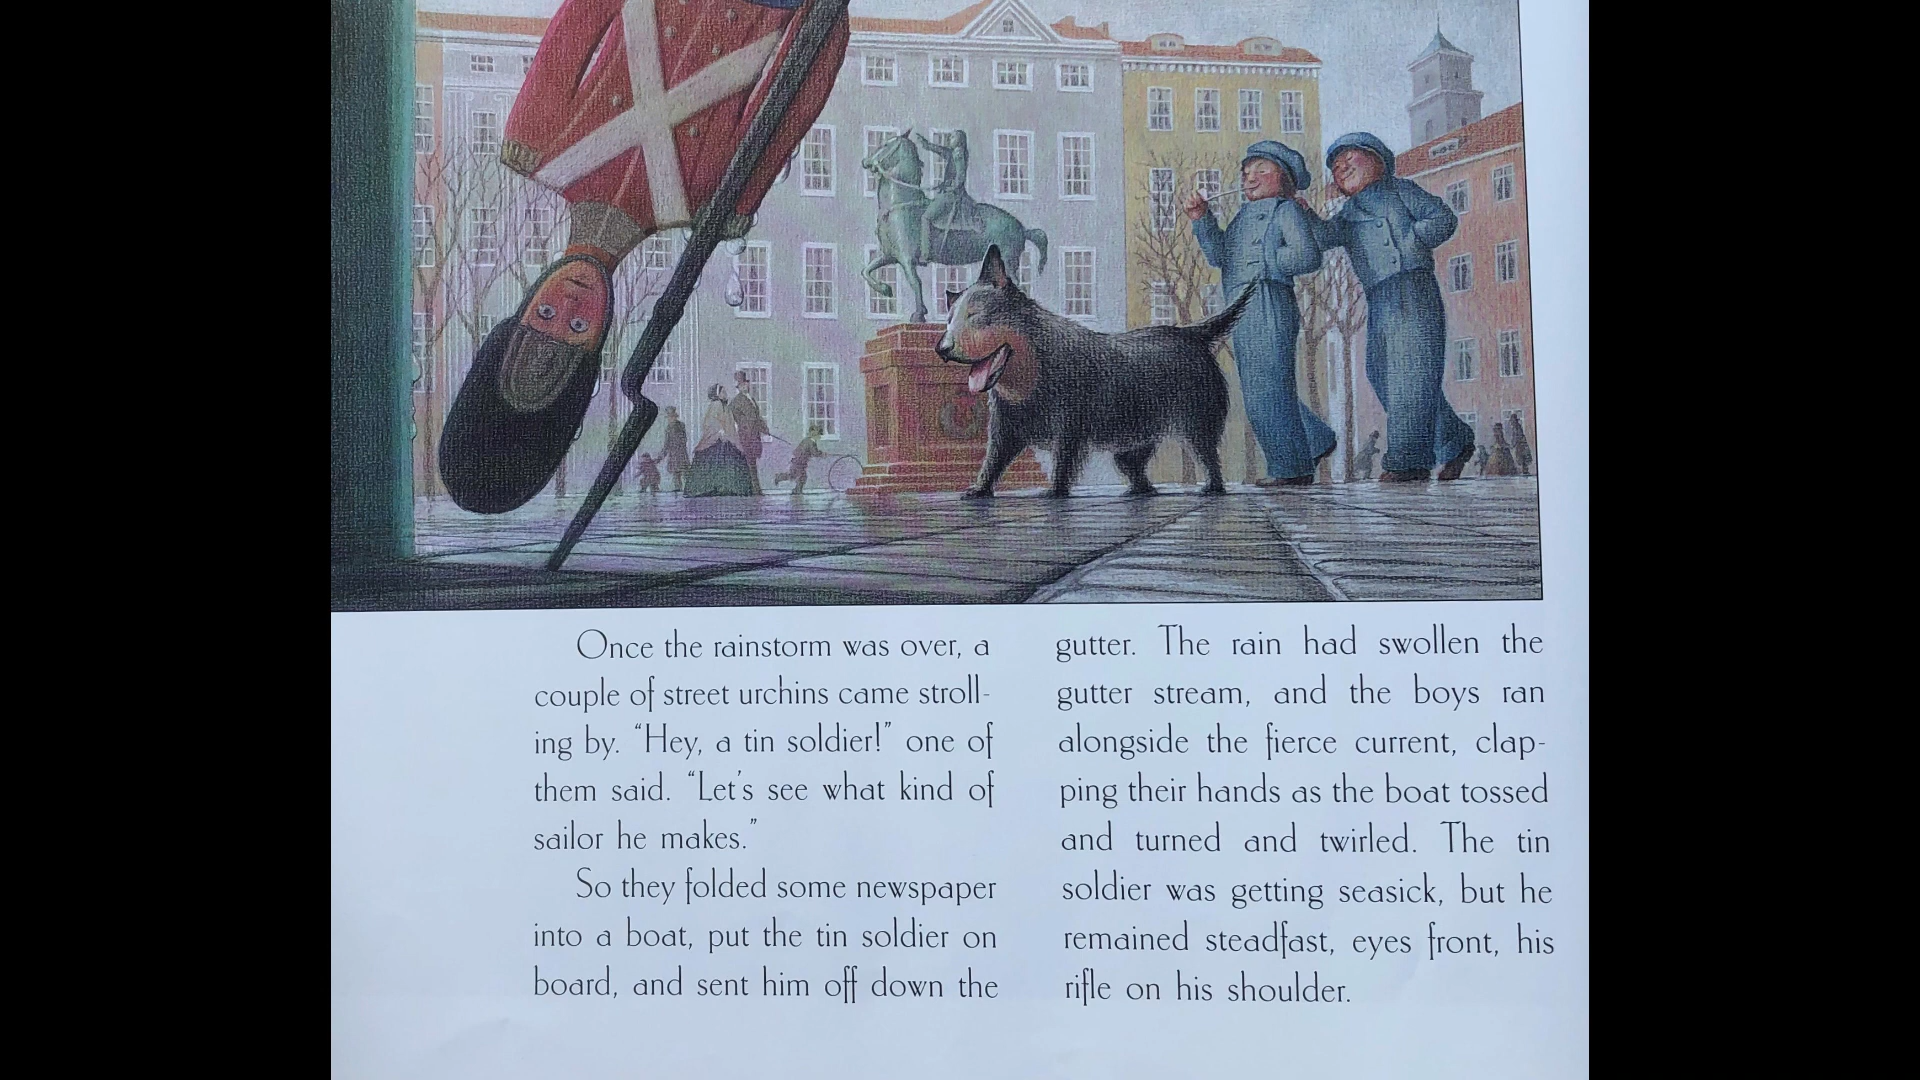 Once the rainstorm was over, a
couple of street urchins came stroll-
ing by. “Hey, a tin soldier!” one of
them said. “Let's see what kind of
sailor he makes.”
So they folded some newspaper
into a boat, put the tin soldier on
board, and sent him off down the
gutter. The rain had swollen the
gutter stream, and the boys ran
alongside the fierce current, clap-
ping their hands as the boat tossed
and turned and twirled. The tin
soldier was getting seasick, but he
remained steadfast, eyes front, his
rifle on his shoulder.